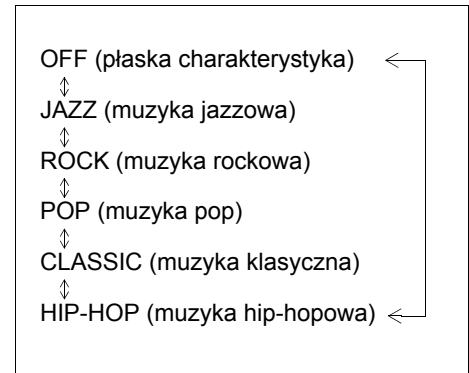 OFF (płaska charakterystyka)
JAZZ (muzyka jazzowa)
ROCK (muzyka rockowa)
POP (muzyka pop)
CLASSIC (muzyka klasyczna)
HIP-HOP (muzyka hip-hopowa)